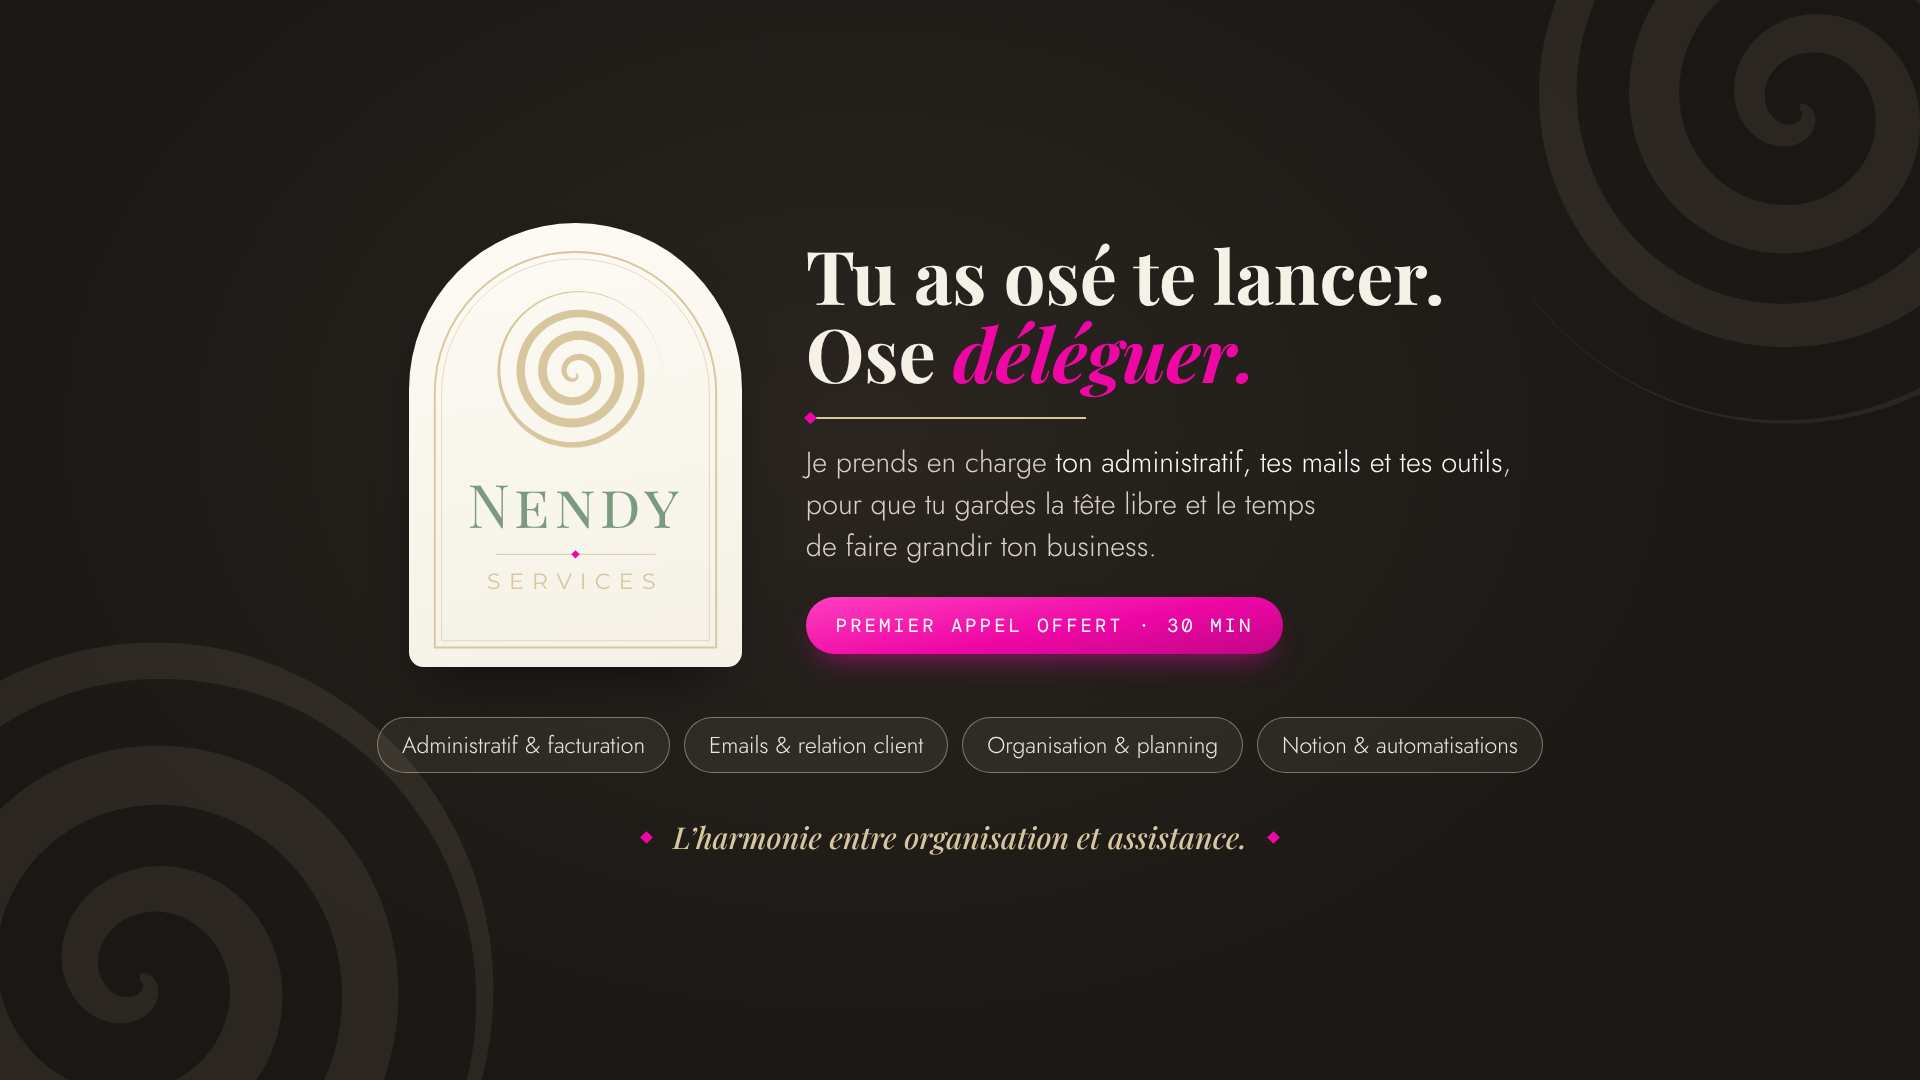 Tu as osé te lancer.
Ose déléguer.
NENDY
SERVICES
Je prends en charge ton administratif, tes mails et tes outils,
pour que tu gardes la tête libre et le temps
de faire grandir ton business.
PREMIER APPEL OFFERT · 30 MIN
Administratif & facturation
Emails & relation client
Organisation & planning
Notion & automatisations
L’harmonie entre organisation et assistance.